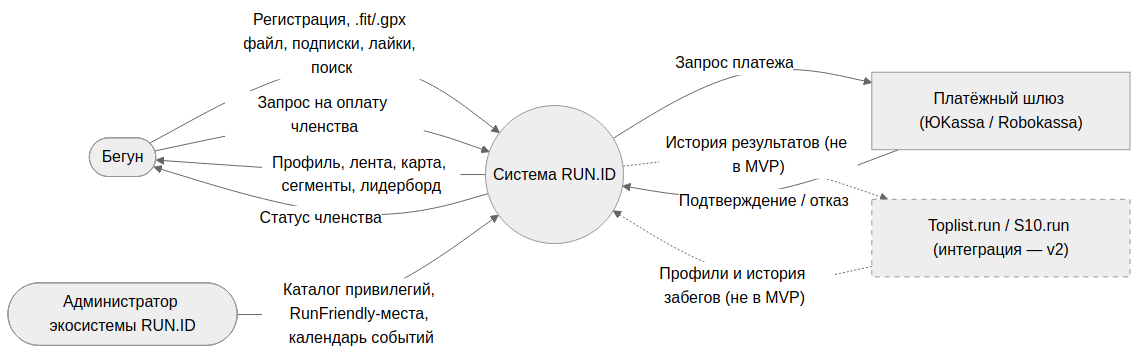 Регистрация, .fit/.gpx
файл, подписки, лайки,
поиск
Запрос на оплату
членства
Бегун
Профиль, лента, карта,
сегменты, лидерборд
Статус членства
Администратор
экосистемы RUN.ID
Каталог привилегий,
RunFriendly-места,
календарь событий
Система RUN.ID
Запрос платежа
История результатов (не
в MVP)
Подтверждение / отказ
Профили и история
забегов (не в MVP)
Платёжный шлюз
(ЮKassa / Robokassa)
Toplist.run / S10.run
(интеграция — v2)